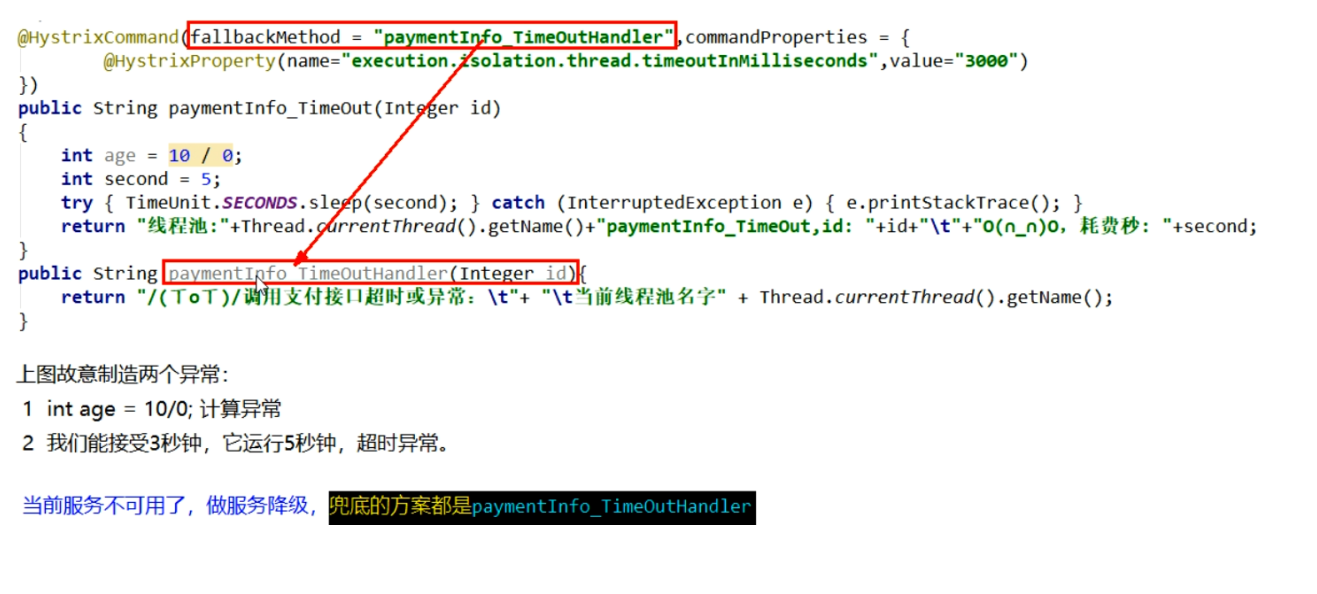 @HystrixCommand(fallbackMethod = "paymentInfo_TimeOutHandler",commandProperties = {
@HystrixProperty(name="execution.isolation.thread.timeoutInMilliseconds",value="3000")
})
public String paymentInfo_TimeOut(Integer id)
{
int age = 10 / 0;
int second = 5;
try { TimeUnit.SECONDS.sleep(second); } catch (InterruptedException e) { e.printStackTrace(); }
return "线程池:"+Thread.currentThread().getName()+"paymentInfo_TimeOut,id: "+id+"\t"+"O(∩_∩)O，耗费秒: "+second;
}
public String paymentInfo_TimeOutHandler(Integer id){
return "/(ㄒoㄒ)/调用支付接口超时或异常：\t"+ "\t当前线程池名字" + Thread.currentThread().getName();
}
上图故意制造两个异常：
1 int age = 10/0; 计算异常
2 我们能接受3秒钟，它运行5秒钟，超时异常。
当前服务不可用了，做服务降级，兜底的方案都是paymentInfo_TimeOutHandler